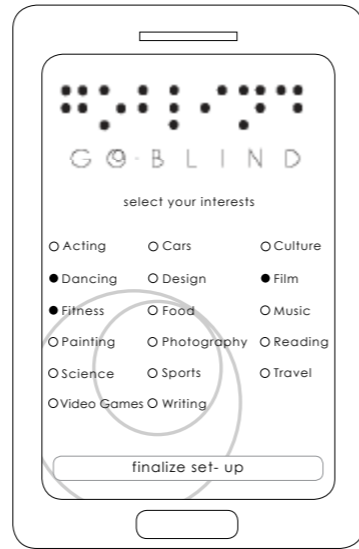 ⠛⠕⠃⠇⠊⠝⠙
GO-BLIND
select your interests
Acting Cars Culture
Dancing Design Film
Fitness Food Music
Painting Photography Reading
Science Sports Travel
Video Games Writing
finalize set- up